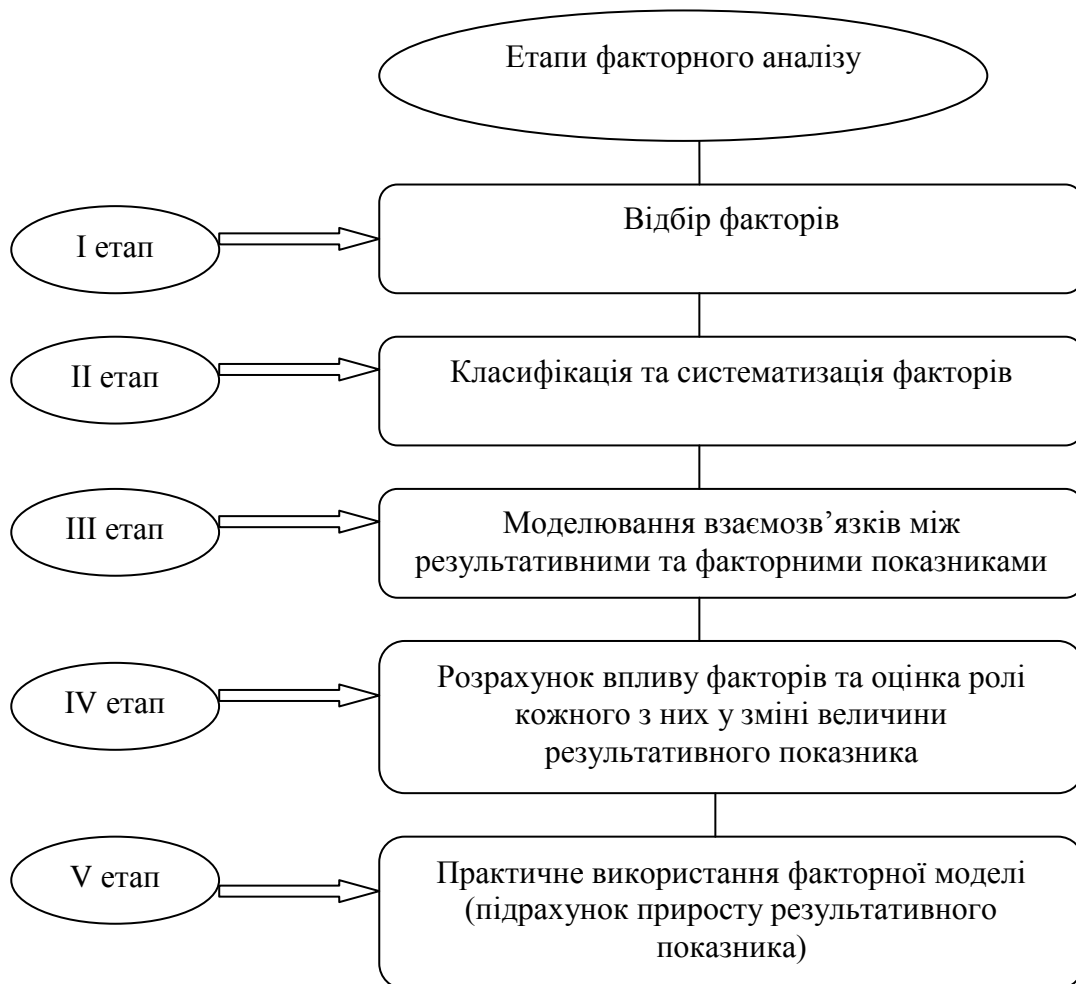 Етапи факторного аналізу
І етап
Відбір факторів
ІІ етап
Класифікація та систематизація факторів
ІІІ етап
Моделювання взаємозв’язків між
результативними та факторними показниками
IV етап
Розрахунок впливу факторів та оцінка ролі
кожного з них у зміні величини
результативного показника
V етап
Практичне використання факторної моделі
(підрахунок приросту результативного
показника)